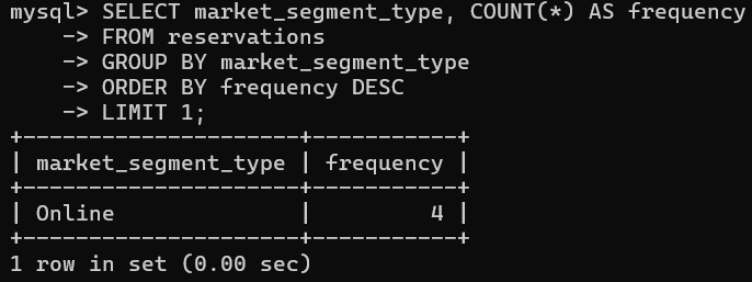 mysql> SELECT market_segment_type, COUNT(*) AS frequency
    -> FROM reservations
    -> GROUP BY market_segment_type
    -> ORDER BY frequency DESC
    -> LIMIT 1;
+---------------------+-----------+
| market_segment_type | frequency |
+---------------------+-----------+
| Online              |         4 |
+---------------------+-----------+
1 row in set (0.00 sec)